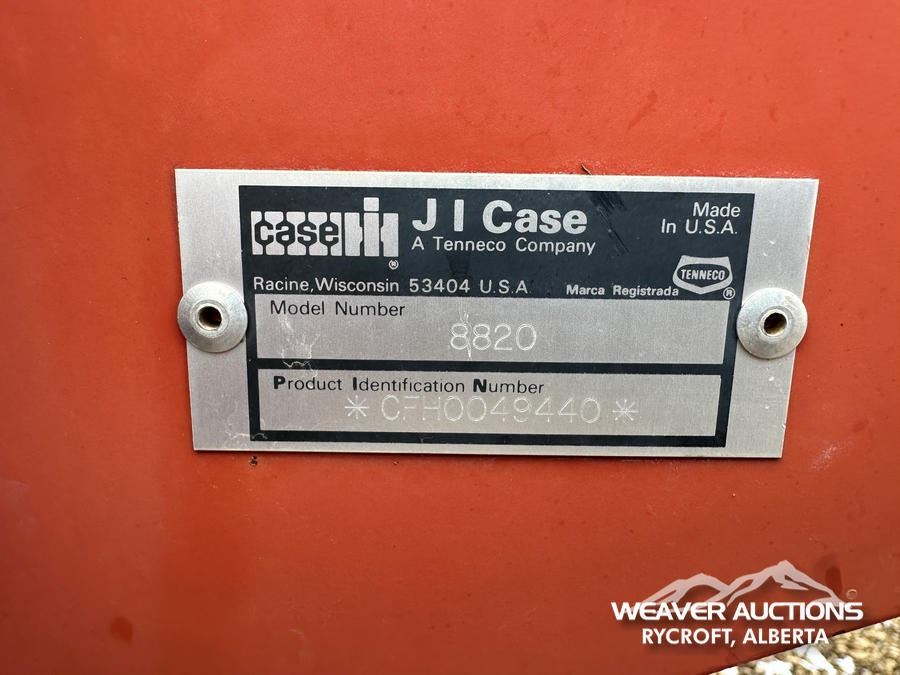 case IH ®
J I Case
A Tenneco Company
Made
In U.S.A.
Racine, Wisconsin 53404 U.S.A.
Marca Registrada
TENNECO ®
Model Number
8820
Product Identification Number
* CFH0049440 *
WEAVER AUCTIONS
RYCROFT, ALBERTA